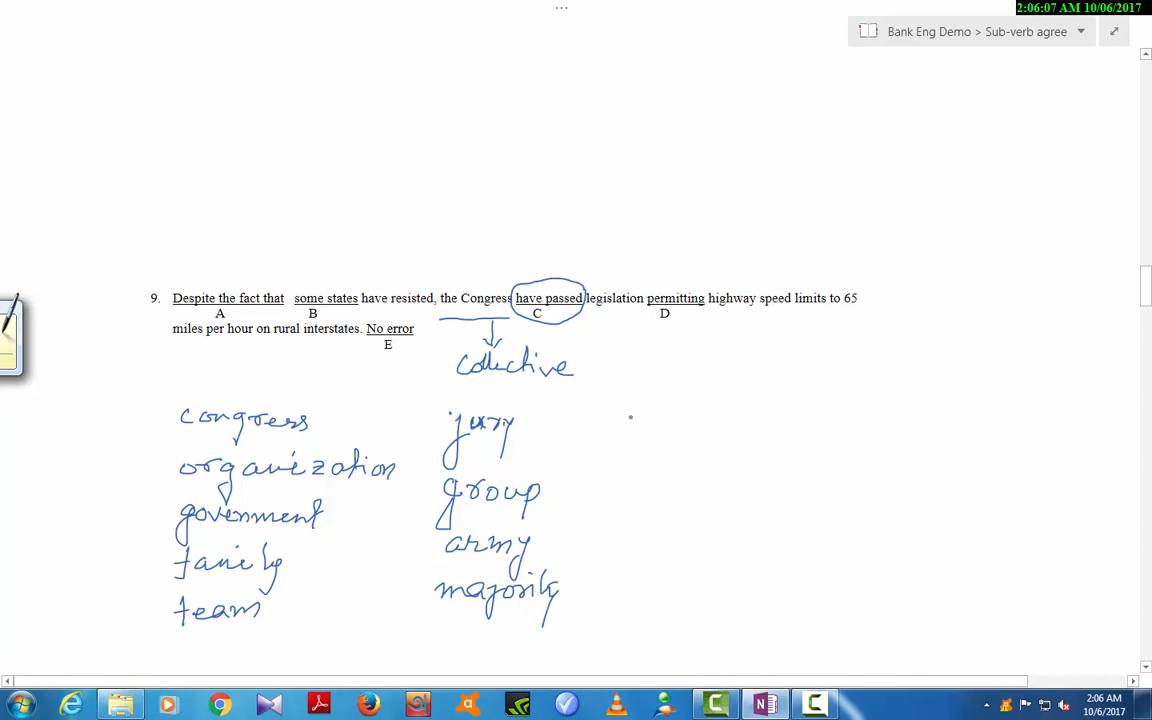 2:06:07 AM 10/06/2017
Bank Eng Demo > Sub-verb agree
9. Despite the fact that some states have resisted, the Congress have passed legislation permitting highway speed limits to 65
A B C D
miles per hour on rural interstates. No error
E
Collective
congress jury
organization group
govenment army
family majority
team
2:06 AM
10/6/2017